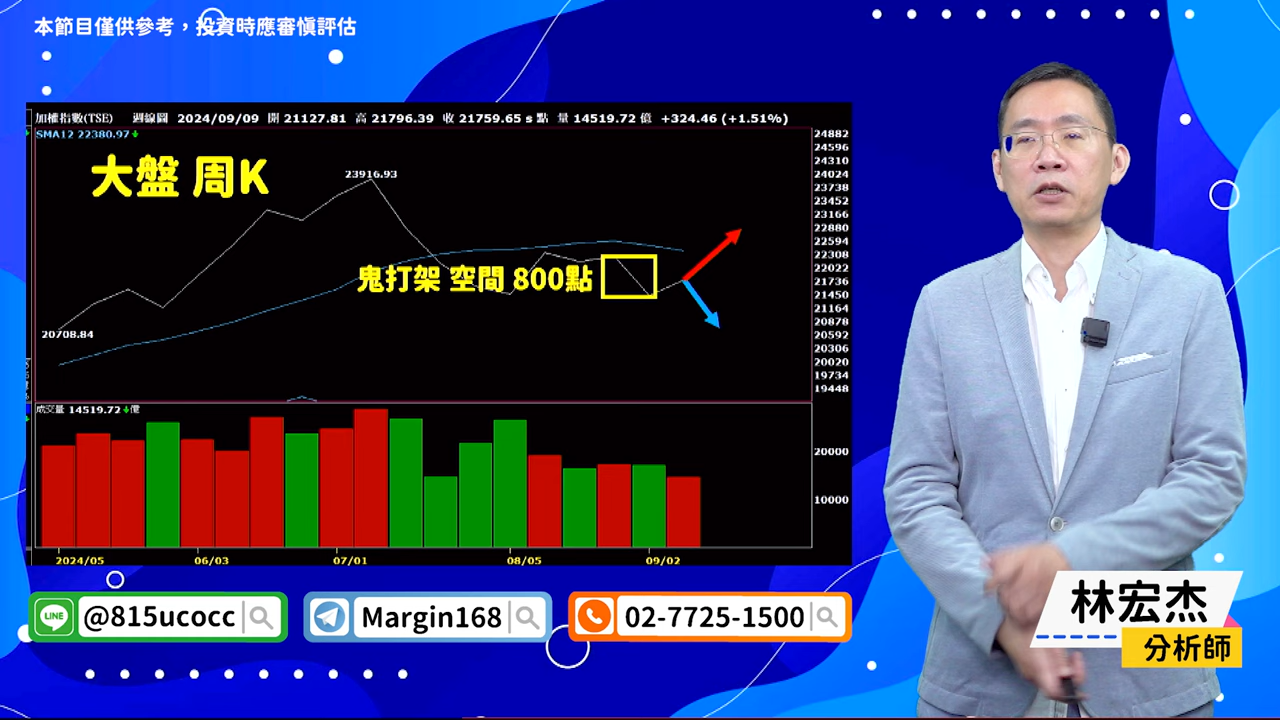 本節目僅供參考，投資時應審慎評估
加權指數(TSE) 週線圖 2024/09/09 開 21127.81 高 21796.39 收 21759.65 s 點 量 14519.72 億 +324.46 (+1.51%)
SMA12 22380.97
大盤 周K
23916.93
鬼打架 空間 800點
20708.84
24882
24596
24310
24024
23738
23452
23166
22880
22594
22308
22022
21736
21450
21164
20878
20592
20306
20020
19734
19448
成交量 14519.72 億
20000
10000
2024/05 06/03 07/01 08/05 09/02
LINE @815ucocc
Margin168
02-7725-1500
林宏杰
分析師